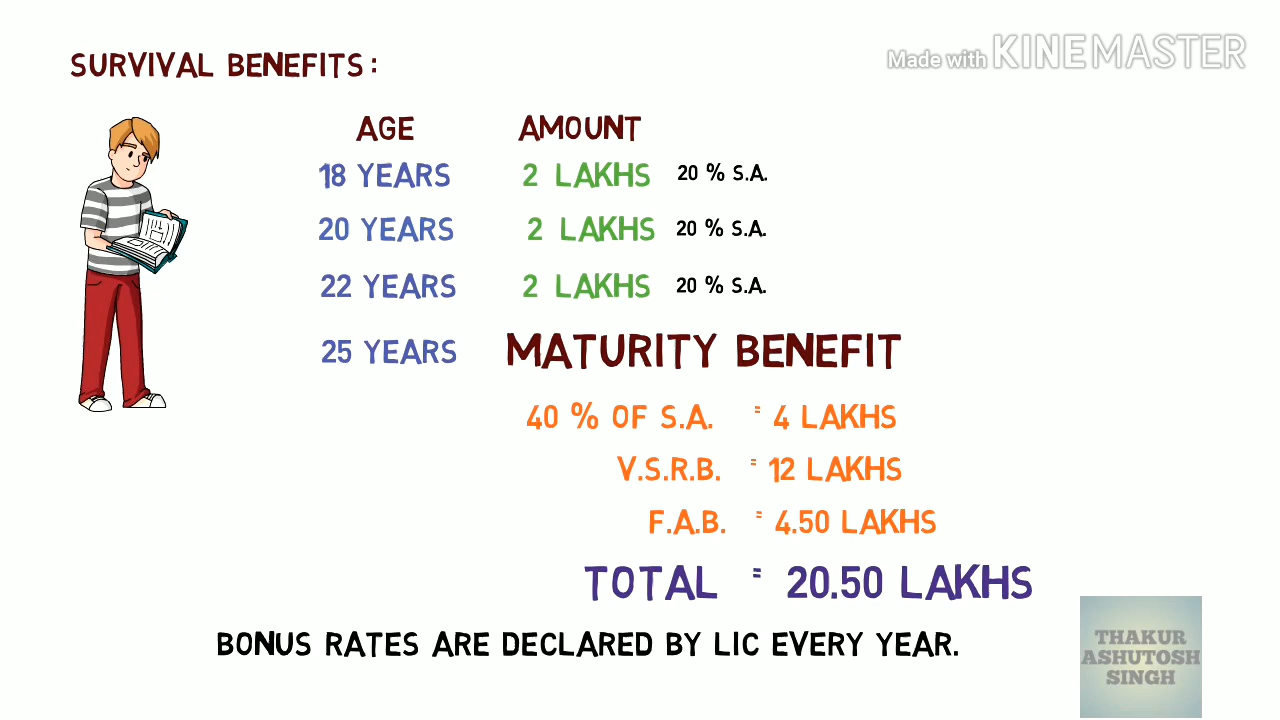 SURVIVAL BENEFITS:
Made with KINEMASTER
AGE AMOUNT
18 YEARS 2 LAKHS 20 % S.A.
20 YEARS 2 LAKHS 20 % S.A.
22 YEARS 2 LAKHS 20 % S.A.
25 YEARS MATURITY BENEFIT
40 % OF S.A. = 4 LAKHS
V.S.R.B. = 12 LAKHS
F.A.B. = 4.50 LAKHS
TOTAL = 20.50 LAKHS
BONUS RATES ARE DECLARED BY LIC EVERY YEAR.
THAKUR
ASHUTOSH
SINGH